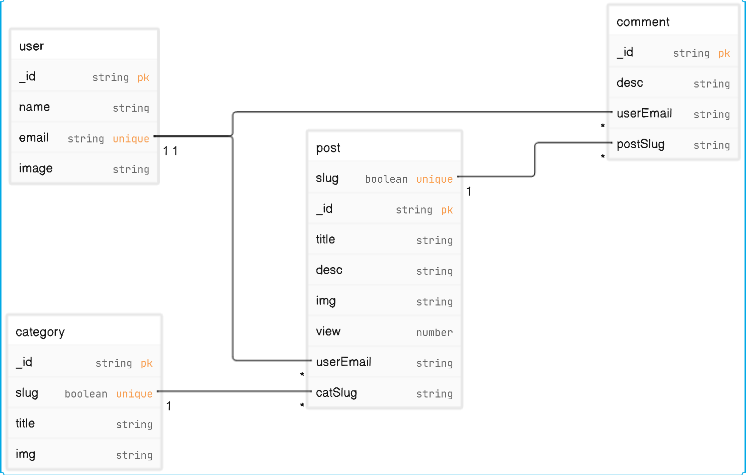 user
_id string pk
name string
email string unique
image string
1 1
comment
_id string pk
desc string
userEmail string
*
postSlug string
*
post
slug boolean unique
1
_id string pk
title string
desc string
img string
view number
userEmail string
*
catSlug string
*
category
_id string pk
slug boolean unique
1
title string
img string